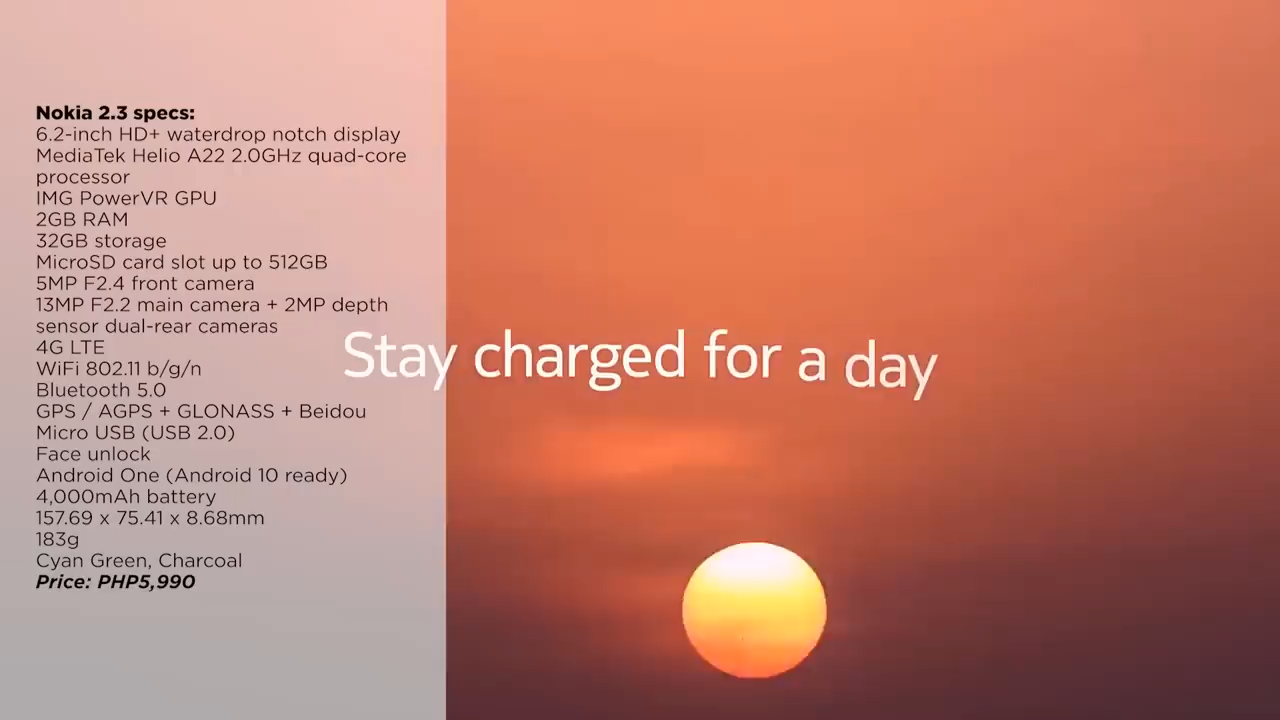 Nokia 2.3 specs:
6.2-inch HD+ waterdrop notch display
MediaTek Helio A22 2.0GHz quad-core
processor
IMG PowerVR GPU
2GB RAM
32GB storage
MicroSD card slot up to 512GB
5MP F2.4 front camera
13MP F2.2 main camera + 2MP depth
sensor dual-rear cameras
4G LTE
WiFi 802.11 b/g/n
Bluetooth 5.0
GPS / AGPS + GLONASS + Beidou
Micro USB (USB 2.0)
Face unlock
Android One (Android 10 ready)
4,000mAh battery
157.69 x 75.41 x 8.68mm
183g
Cyan Green, Charcoal
Price: PHP5,990
Stay charged for a day